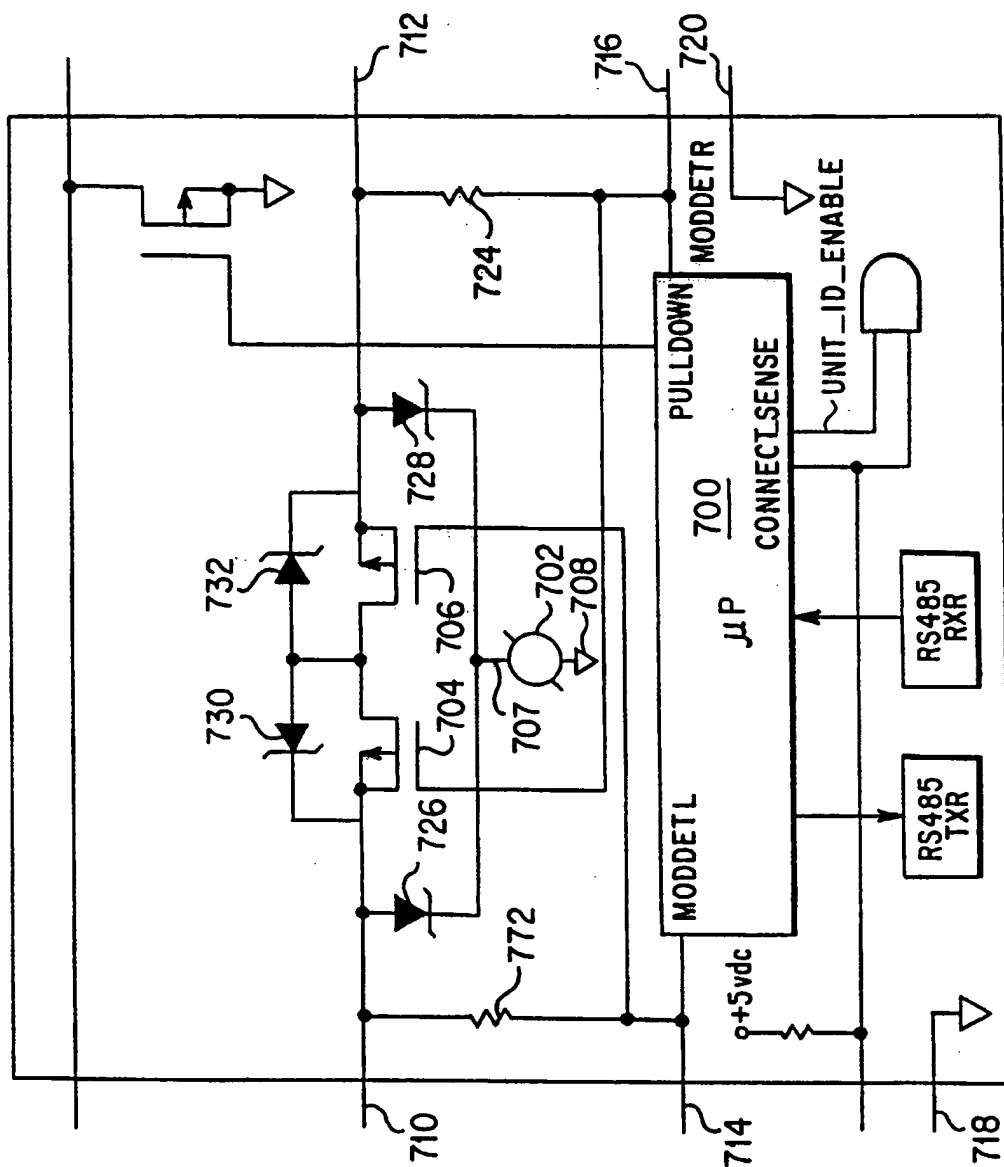 712
716
720
732
730
724
728
706
704
702
708
707
726
772
710
714
718
PULLDOWN
MODDETR
UNIT_ID_ENABLE
CONNECTSENSE
700
μP
MODDETL
+5vdc
RS485
RXR
RS485
TXR